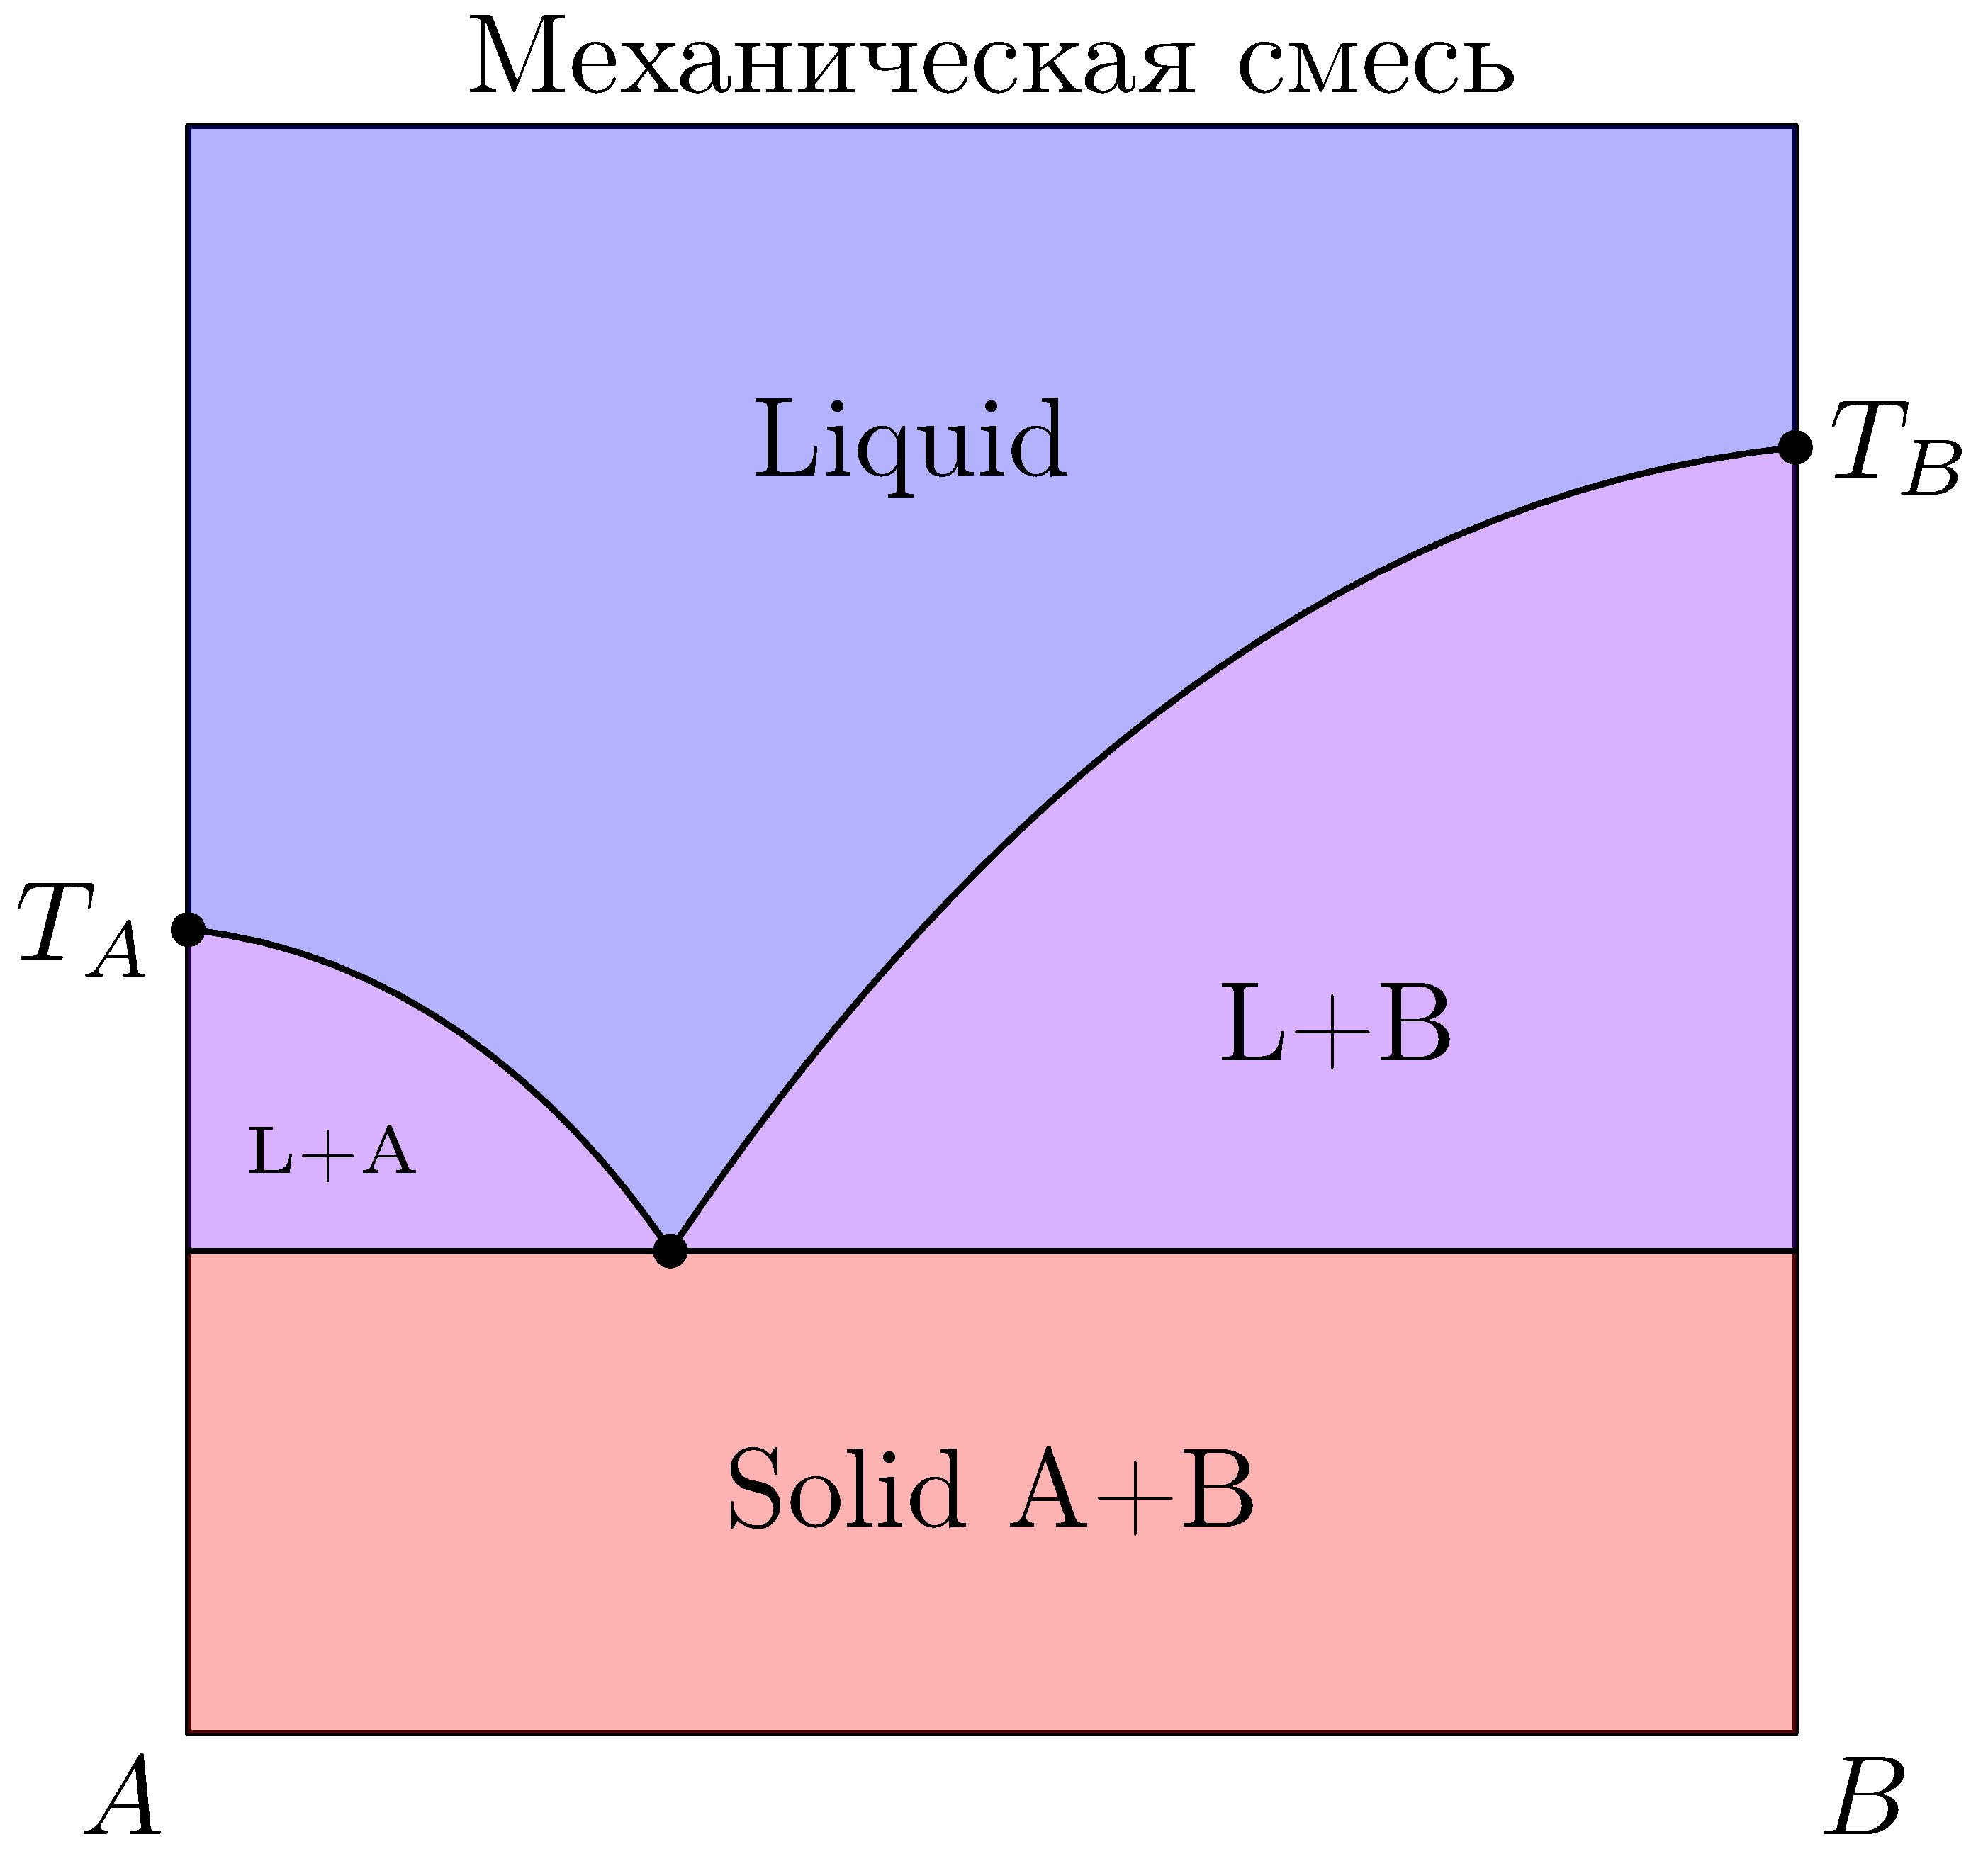 Механическая смесь
Liquid
T_B
T_A
L+B
L+A
Solid A+B
A
B